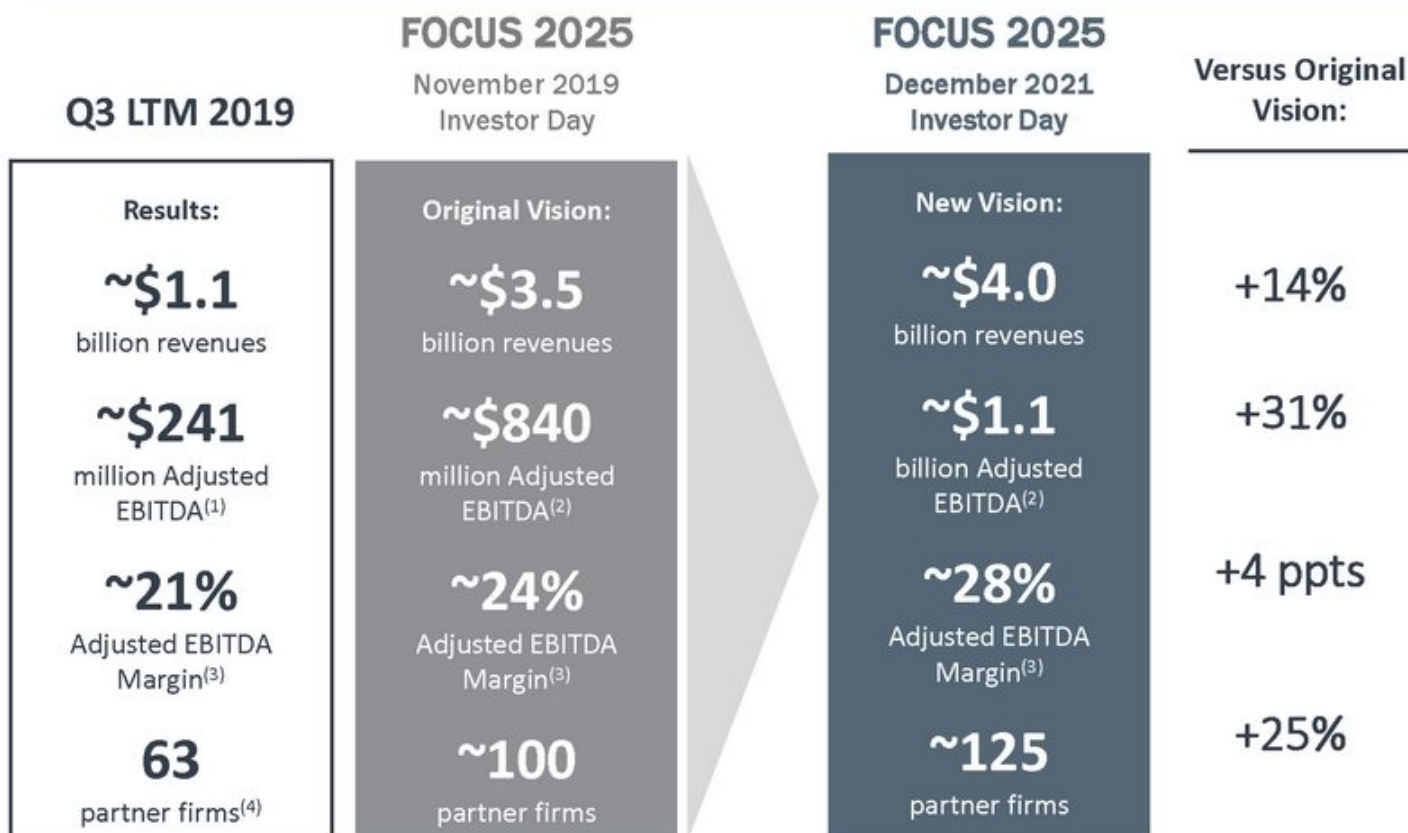 Q3 LTM 2019
Results:
~$1.1
billion revenues
~$241
million Adjusted
EBITDA(1)
~21%
Adjusted EBITDA
Margin(3)
63
partner firms(4)
FOCUS 2025
November 2019
Investor Day
Original Vision:
~$3.5
billion revenues
~$840
million Adjusted
EBITDA(2)
~24%
Adjusted EBITDA
Margin(3)
~100
partner firms
FOCUS 2025
December 2021
Investor Day
New Vision:
~$4.0
billion revenues
~$1.1
billion Adjusted
EBITDA(2)
~28%
Adjusted EBITDA
Margin(3)
~125
partner firms
Versus Original
Vision:
+14%
+31%
+4 ppts
+25%